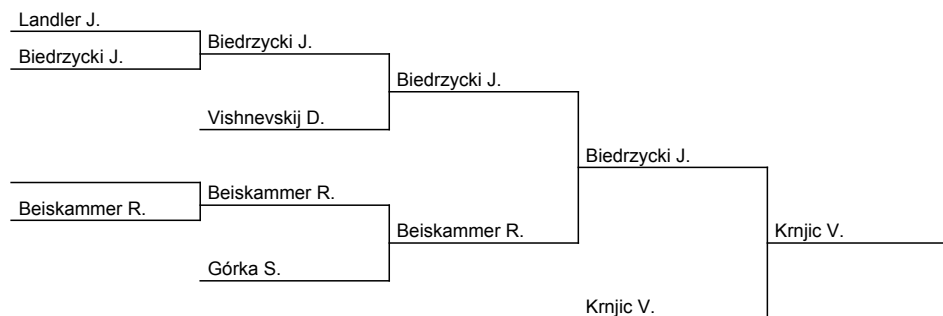 Landler J.
Biedrzycki J.
Biedrzycki J.
Biedrzycki J.
Vishnevskij D.
Biedrzycki J.
Beiskammer R.
Beiskammer R.
Beiskammer R.
Krnjic V.
Górka S.
Krnjic V.